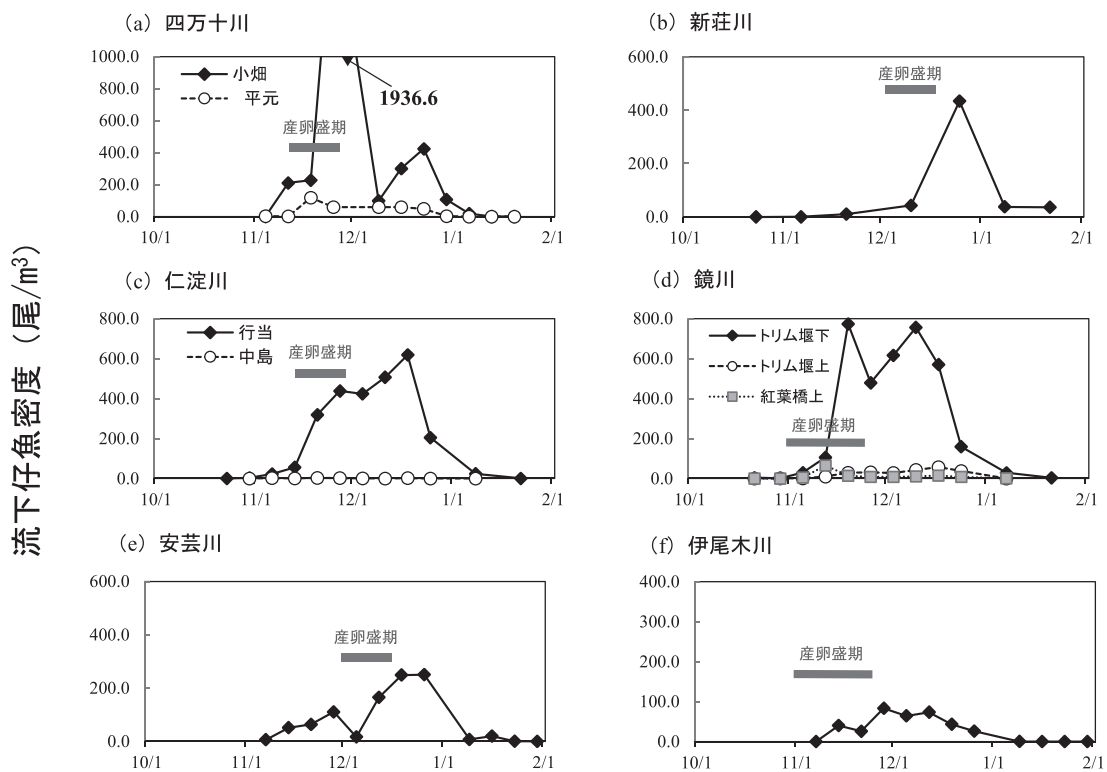 流下仔魚密度（尾/m³）
(a) 四万十川
1000.0
800.0
600.0
400.0
200.0
0.0
小畑
平元
1936.6
産卵盛期
10/1 11/1 12/1 1/1 2/1
(b) 新荘川
600.0
400.0
200.0
0.0
産卵盛期
10/1 11/1 12/1 1/1 2/1
(c) 仁淀川
800.0
600.0
400.0
200.0
0.0
行当
中島
産卵盛期
10/1 11/1 12/1 1/1 2/1
(d) 鏡川
800.0
600.0
400.0
200.0
0.0
トリム堰下
トリム堰上
紅葉橋上
産卵盛期
10/1 11/1 12/1 1/1 2/1
(e) 安芸川
600.0
400.0
200.0
0.0
産卵盛期
10/1 11/1 12/1 1/1 2/1
(f) 伊尾木川
400.0
300.0
200.0
100.0
0.0
産卵盛期
10/1 11/1 12/1 1/1 2/1